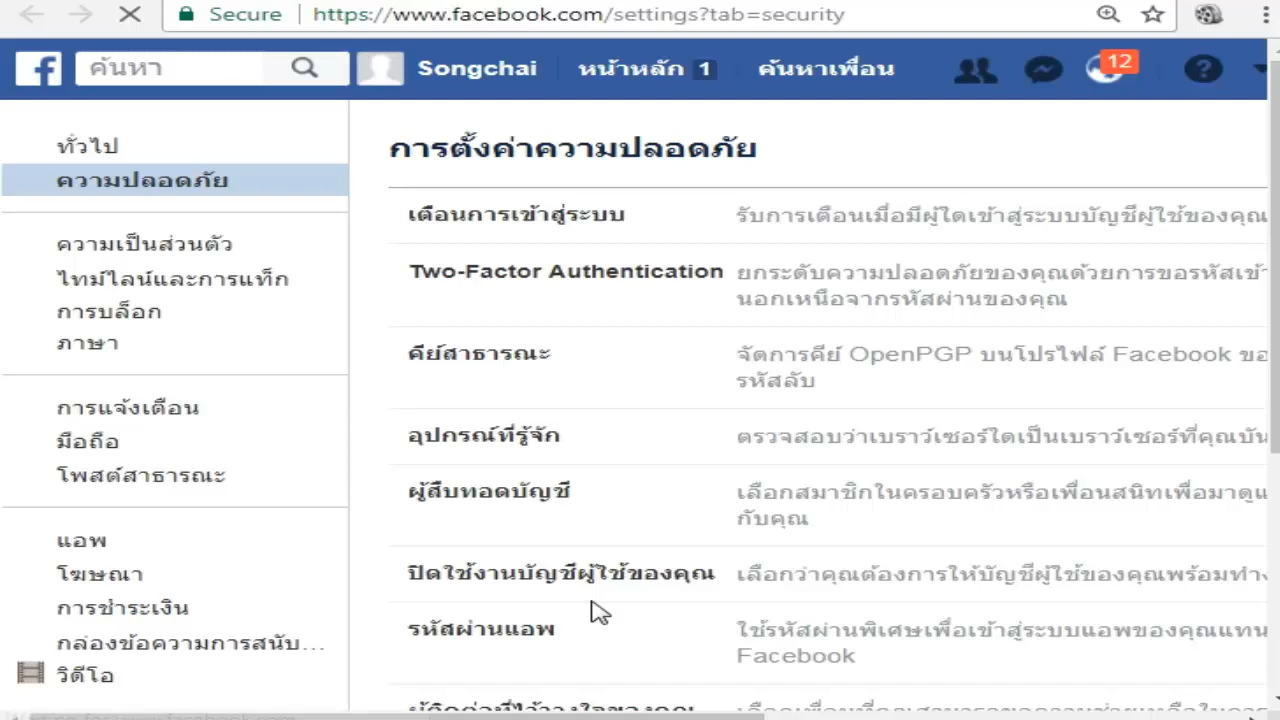 Secure https://www.facebook.com/settings?tab=security
f ค้นหา Songchai หน้าหลัก 1 ค้นหาเพื่อน 12 ?
ทั่วไป
ความปลอดภัย
ความเป็นส่วนตัว
ไทม์ไลน์และการแท็ก
การบล็อก
ภาษา
การแจ้งเตือน
มือถือ
โพสต์สาธารณะ
แอพ
โฆษณา
การชำระเงิน
กล่องข้อความการสนับ...
วิดีโอ
การตั้งค่าความปลอดภัย
เตือนการเข้าสู่ระบบ รับการเตือนเมื่อมีผู้ใดเข้าสู่ระบบบัญชีผู้ใช้ของคุณ
Two-Factor Authentication ยกระดับความปลอดภัยของคุณด้วยการขอรหัสเข้า
นอกเหนือจากรหัสผ่านของคุณ
คีย์สาธารณะ จัดการคีย์ OpenPGP บนโปรไฟล์ Facebook ขอ
รหัสลับ
อุปกรณ์ที่รู้จัก ตรวจสอบว่าเบราว์เซอร์ใดเป็นเบราว์เซอร์ที่คุณบัน
ผู้สืบทอดบัญชี เลือกสมาชิกในครอบครัวหรือเพื่อนสนิทเพื่อมาดูแ
กับคุณ
ปิดใช้งานบัญชีผู้ใช้ของคุณ เลือกว่าคุณต้องการให้บัญชีผู้ใช้ของคุณพร้อมทำง
รหัสผ่านแอพ ใช้รหัสผ่านพิเศษเพื่อเข้าสู่ระบบแอพของคุณแทน
Facebook